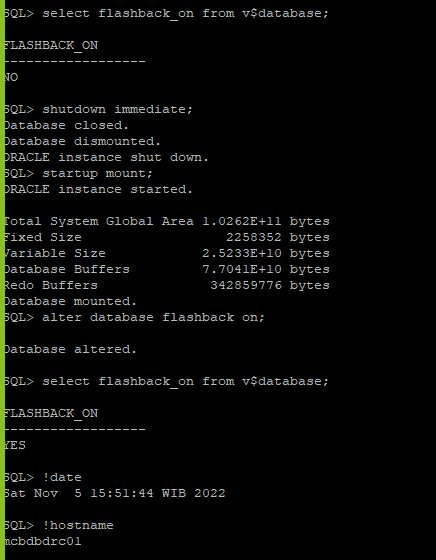 SQL> select flashback_on from v$database;
FLASHBACK_ON
------------------
NO
SQL> shutdown immediate;
Database closed.
Database dismounted.
ORACLE instance shut down.
SQL> startup mount;
ORACLE instance started.
Total System Global Area 1.0262E+11 bytes
Fixed Size                  2258352 bytes
Variable Size            2.5233E+10 bytes
Database Buffers         7.7041E+10 bytes
Redo Buffers              342859776 bytes
Database mounted.
SQL> alter database flashback on;
Database altered.
SQL> select flashback_on from v$database;
FLASHBACK_ON
------------------
YES
SQL> !date
Sat Nov  5 15:51:44 WIB 2022
SQL> !hostname
mcbdbdrc01